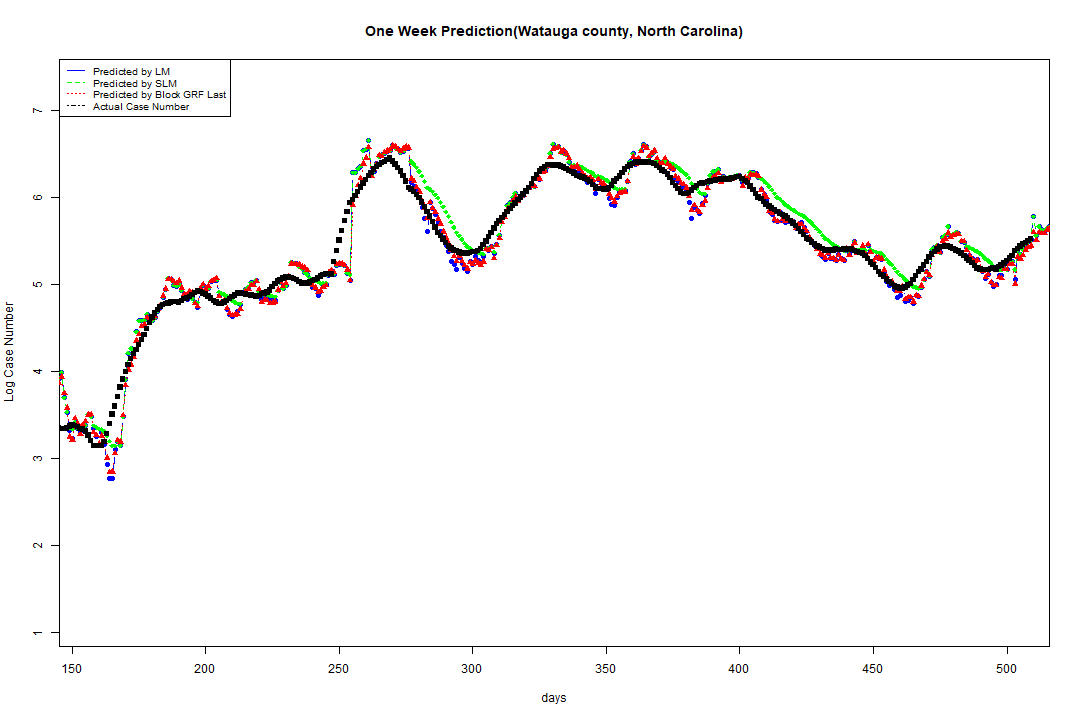 One Week Prediction(Watauga county, North Carolina)
Predicted by LM
Predicted by SLM
Predicted by Block GRF Last
Actual Case Number
7
6
5
4
3
2
1
Log Case Number
150 200 250 300 350 400 450 500
days